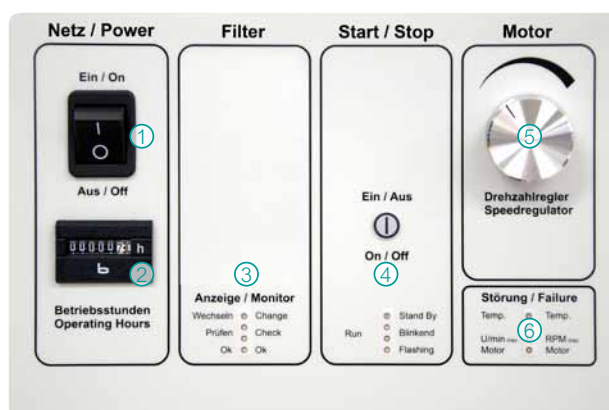 Netz / Power
Ein / On
I
O
1
Aus / Off
h
2
Betriebsstunden
Operating Hours
Filter
3
Anzeige / Monitor
Wechseln Change
Prüfen Check
Ok Ok
Start / Stop
Ein / Aus
On / Off
4
Stand By
Run Blinkend
Flashing
Motor
5
Drehzahlregler
Speedregulator
Störung / Failure
Temp. Temp.
6
U/min max RPM max
Motor Motor